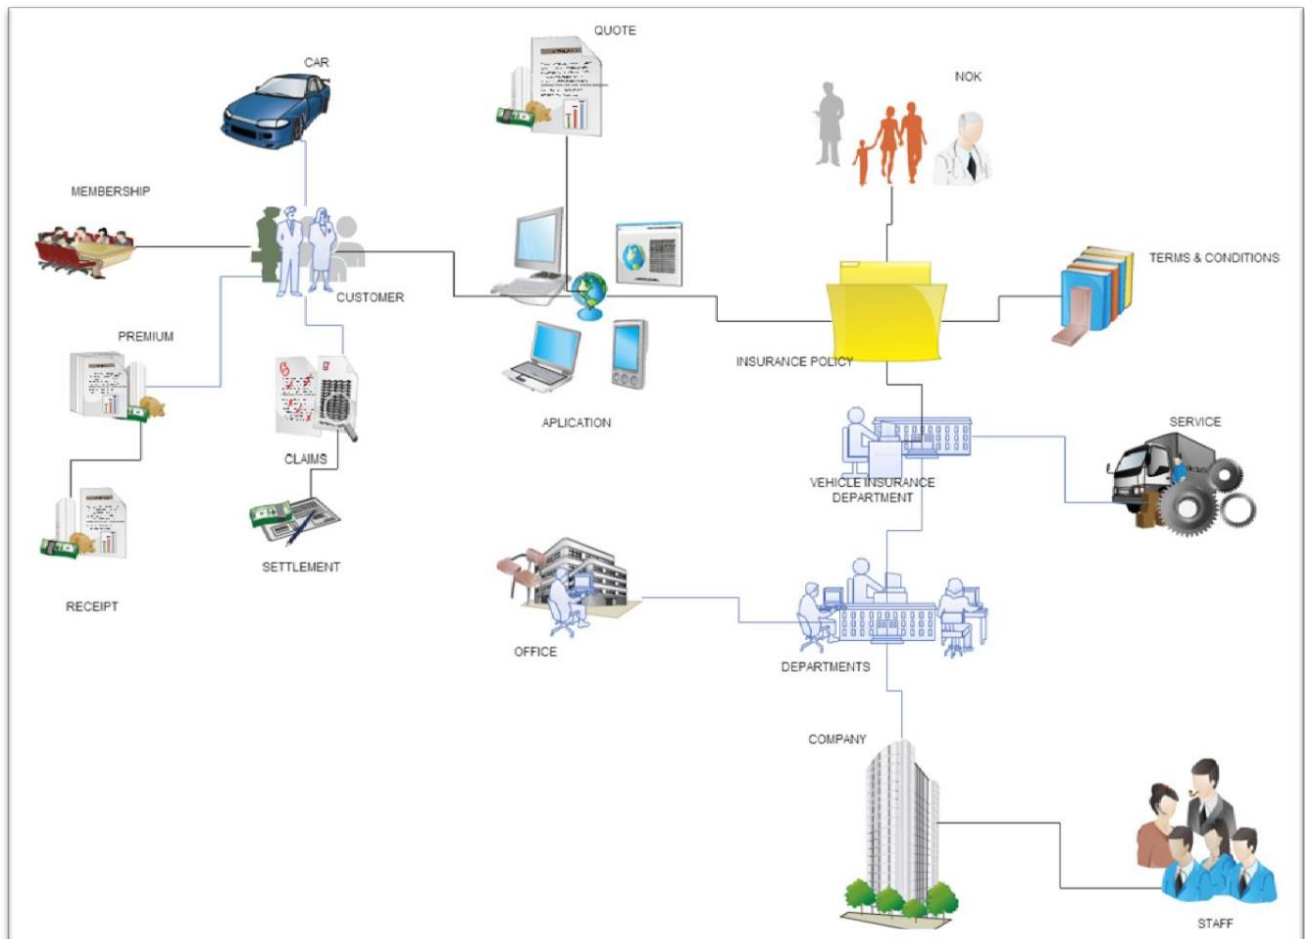 QUOTE
CAR
NOK
MEMBERSHIP
TERMS & CONDITIONS
CUSTOMER
PREMIUM
INSURANCE POLICY
APLICATION
SERVICE
CLAIMS
VEHICLE INSURANCE
DEPARTMENT
SETTLEMENT
RECEIPT
OFFICE
DEPARTMENTS
COMPANY
STAFF